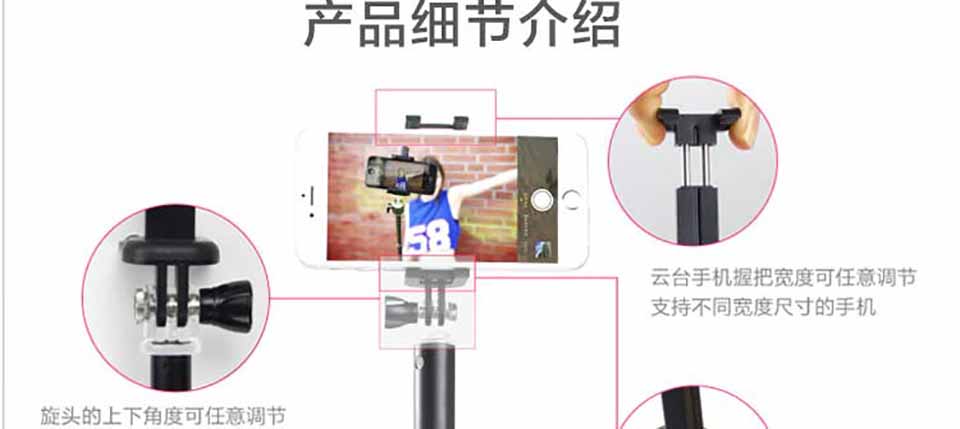 产品细节介绍
58
云台手机握把宽度可任意调节
支持不同宽度尺寸的手机
旋头的上下角度可任意调节